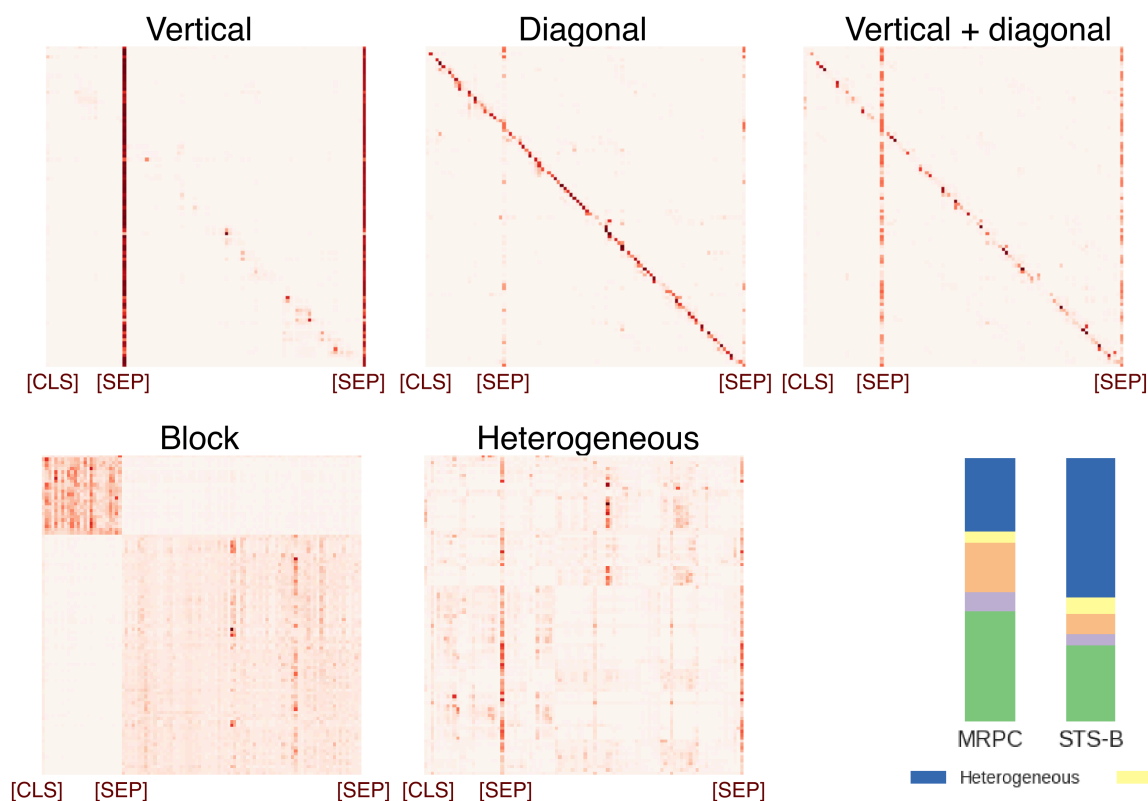 Vertical
Diagonal
Vertical + diagonal
[CLS] [SEP] [SEP]
[CLS] [SEP] [SEP]
[CLS] [SEP] [SEP]
Block
Heterogeneous
[CLS] [SEP] [SEP]
[CLS] [SEP] [SEP]
MRPC STS-B
Heterogeneous